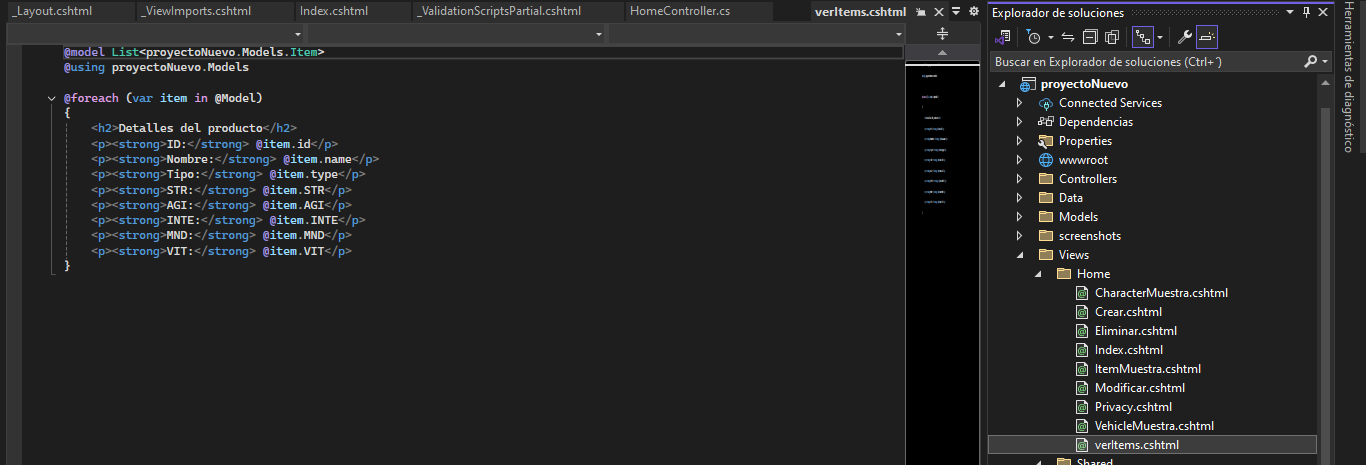 _Layout.cshtml
_ViewImports.cshtml
Index.cshtml
_ValidationScriptsPartial.cshtml
HomeController.cs
verItems.cshtml
@model List<proyectoNuevo.Models.Item>
@using proyectoNuevo.Models
@foreach (var item in @Model)
{
<h2>Detalles del producto</h2>
<p><strong>ID:</strong> @item.id</p>
<p><strong>Nombre:</strong> @item.name</p>
<p><strong>Tipo:</strong> @item.type</p>
<p><strong>STR:</strong> @item.STR</p>
<p><strong>AGI:</strong> @item.AGI</p>
<p><strong>INTE:</strong> @item.INTE</p>
<p><strong>MND:</strong> @item.MND</p>
<p><strong>VIT:</strong> @item.VIT</p>
}
Explorador de soluciones
Buscar en Explorador de soluciones (Ctrl+´)
proyectoNuevo
Connected Services
Dependencias
Properties
wwwroot
Controllers
Data
Models
screenshots
Views
Home
CharacterMuestra.cshtml
Crear.cshtml
Eliminar.cshtml
Index.cshtml
ItemMuestra.cshtml
Modificar.cshtml
Privacy.cshtml
VehicleMuestra.cshtml
verItems.cshtml
Shared
Herramientas de diagnóstico